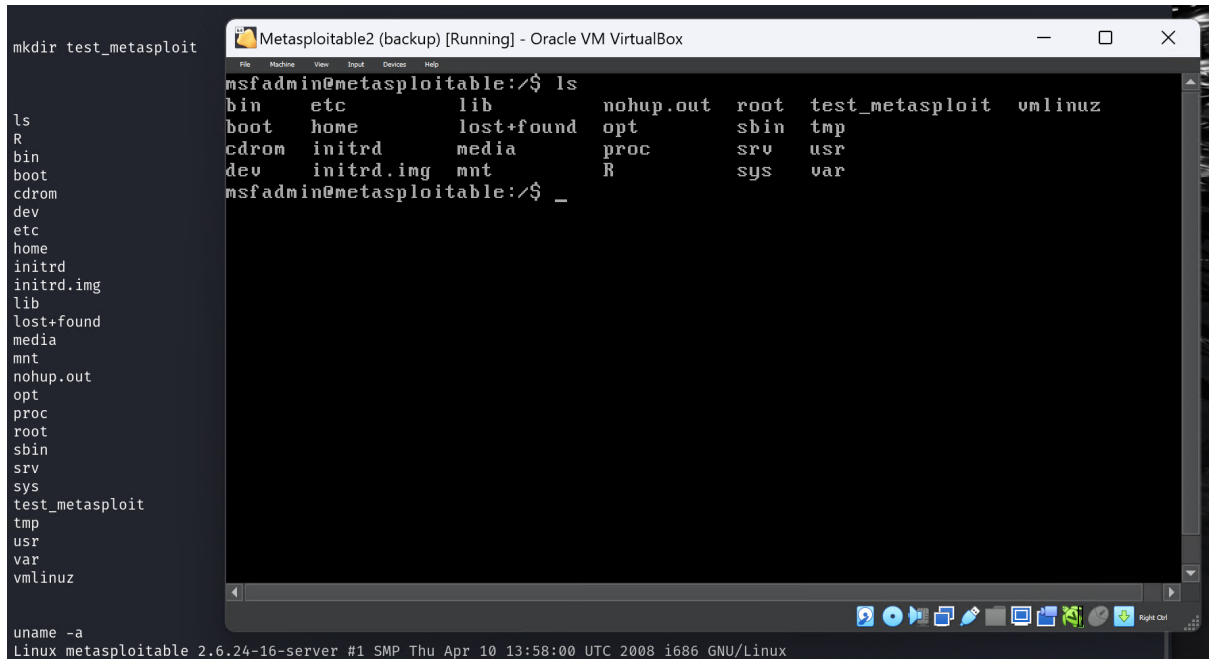 mkdir test_metasploit
ls
R
bin
boot
cdrom
dev
etc
home
initrd
initrd.img
lib
lost+found
media
mnt
nohup.out
opt
proc
root
sbin
srv
sys
test_metasploit
tmp
usr
var
vmlinuz
uname -a
Linux metasploitable 2.6.24-16-server #1 SMP Thu Apr 10 13:58:00 UTC 2008 i686 GNU/Linux
Metasploitable2 (backup) [Running] - Oracle VM VirtualBox
File Machine View Input Devices Help
msfadmin@metasploitable:/$ ls
bin etc lib nohup.out root test_metasploit vmlinuz
boot home lost+found opt sbin tmp
cdrom initrd media proc srv usr
dev initrd.img mnt R sys var
msfadmin@metasploitable:/$ _
Right Ctrl